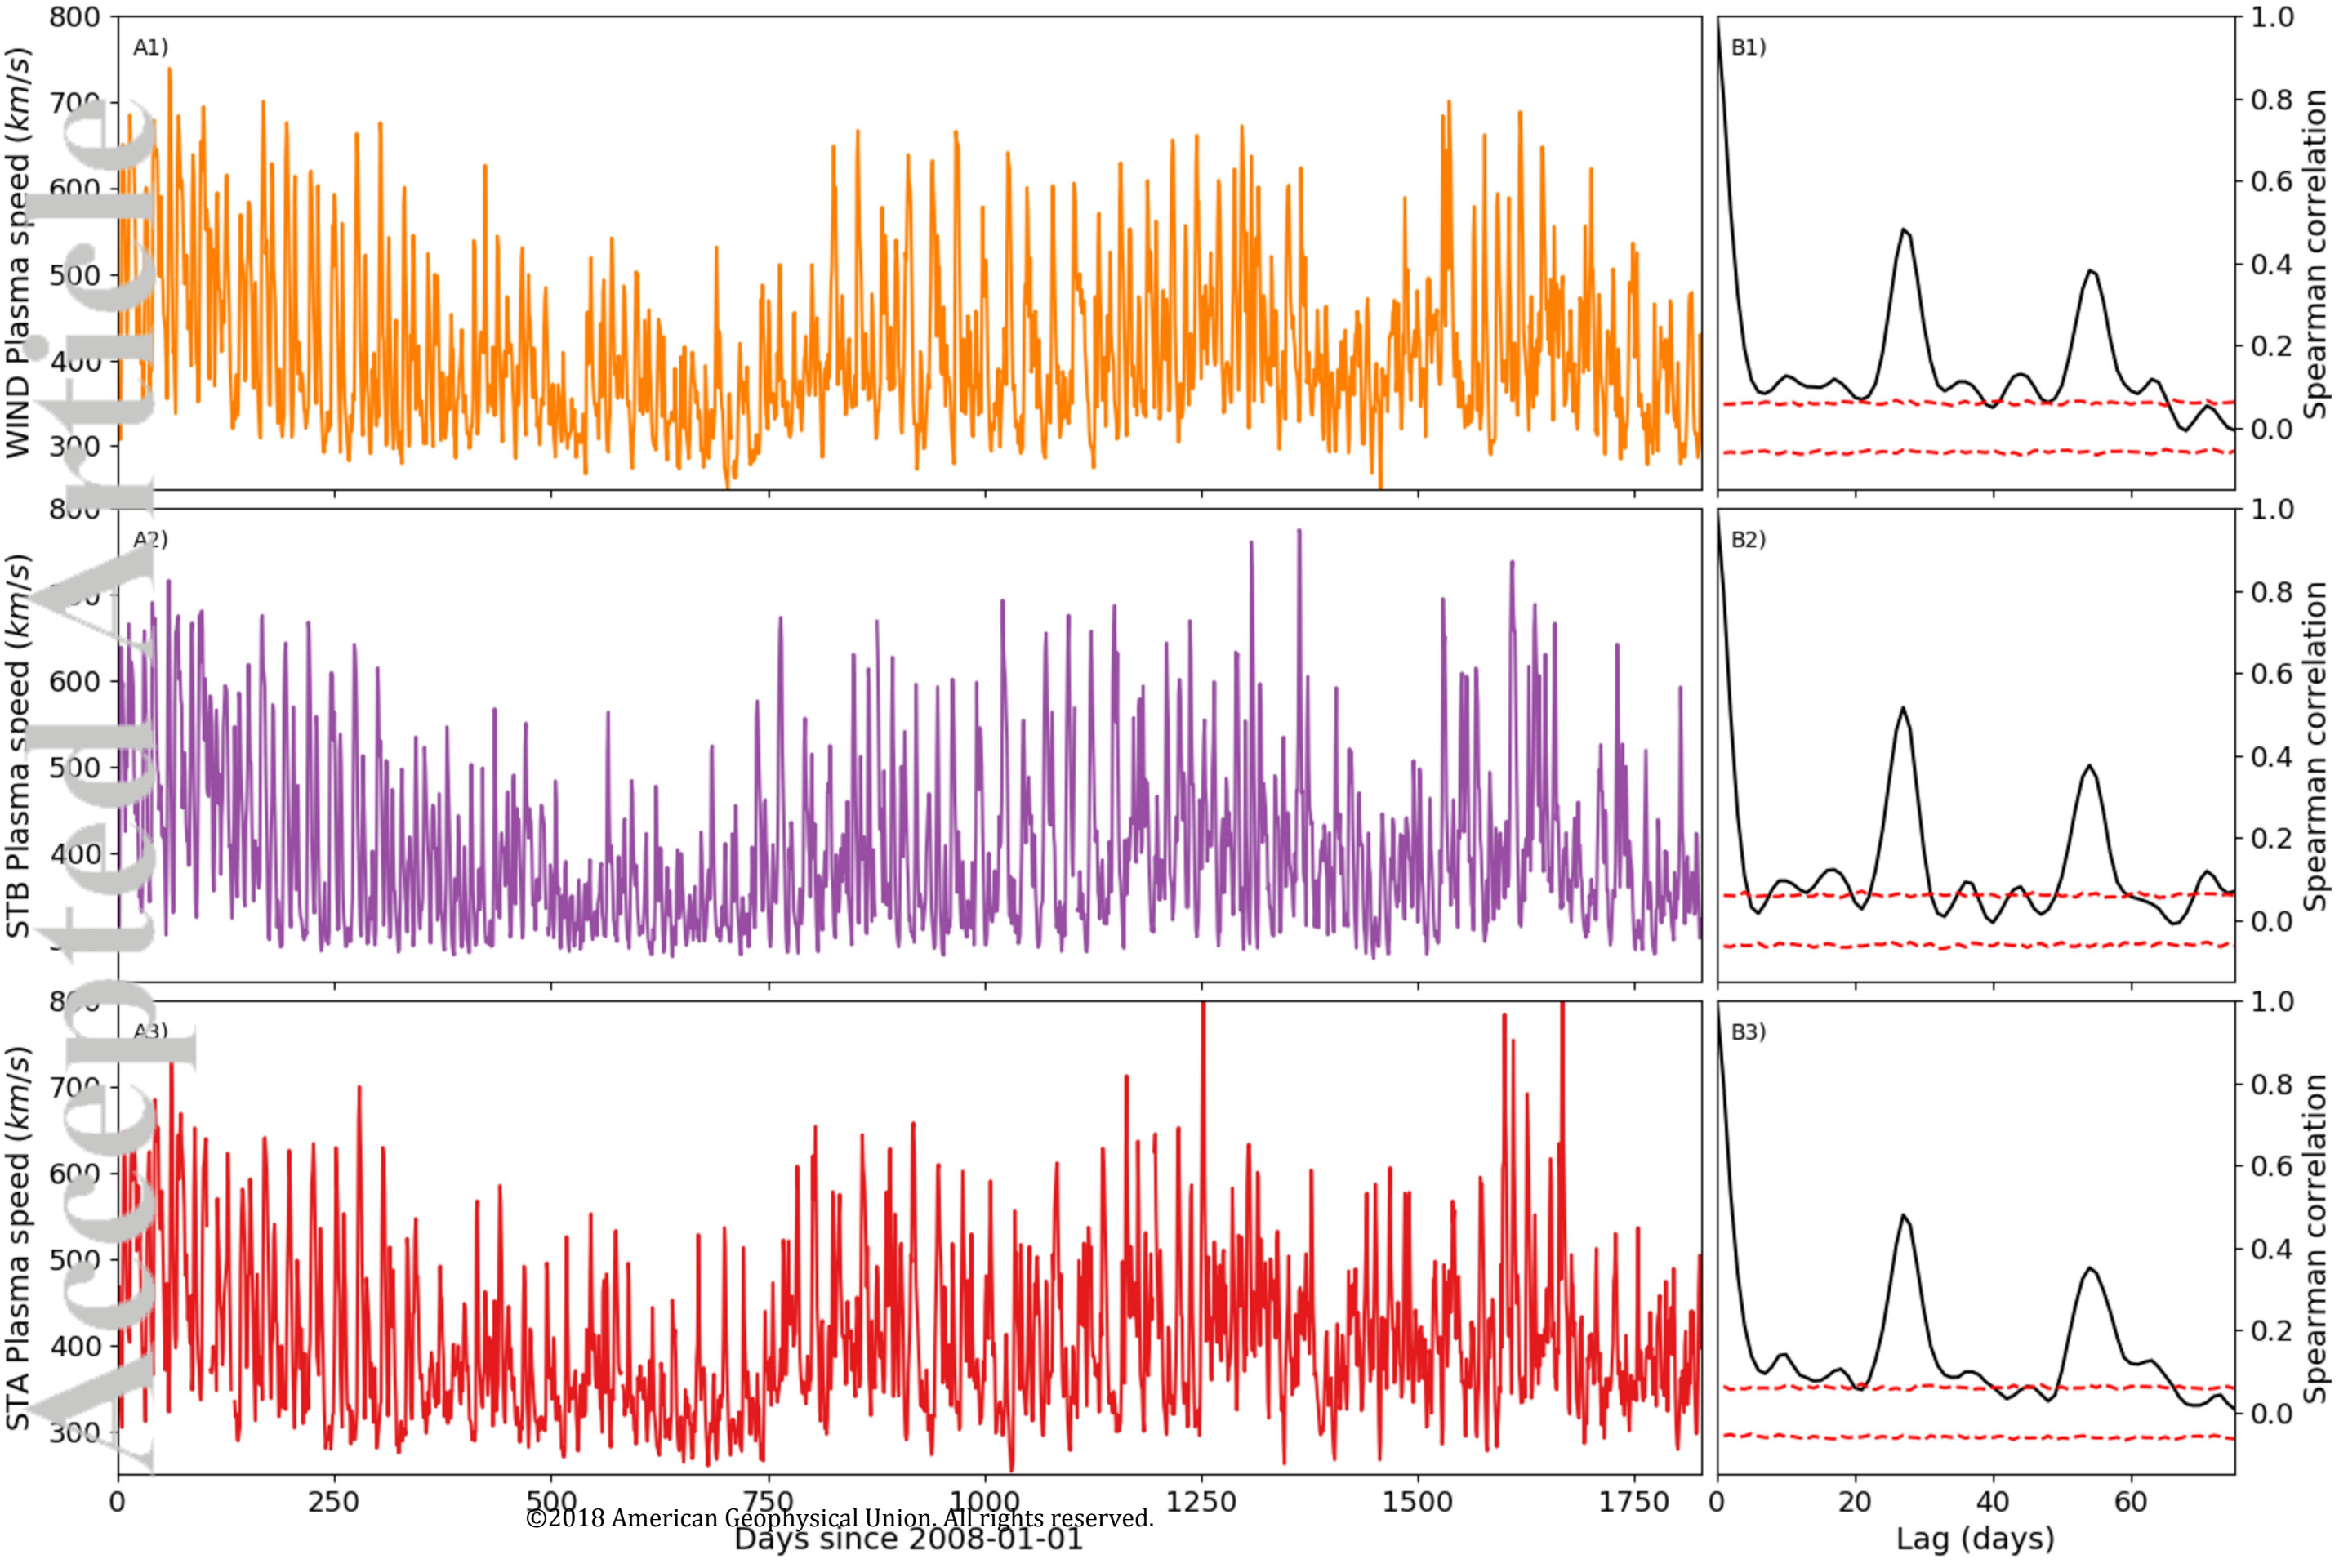 800
A1)
700
600
500
400
300
WIND Plasma speed (km/s)
B1)
1.0
0.8
0.6
0.4
0.2
0.0
Spearman correlation
800
A2)
600
500
400
STB Plasma speed (km/s)
B2)
1.0
0.8
0.6
0.4
0.2
0.0
Spearman correlation
800
A3)
700
600
500
400
300
STA Plasma speed (km/s)
B3)
1.0
0.8
0.6
0.4
0.2
0.0
Spearman correlation
0 250 500 750 1000 1250 1500 1750
0 20 40 60
©2018 American Geophysical Union. All rights reserved.
Days since 2008-01-01
Lag (days)
Accepted Article